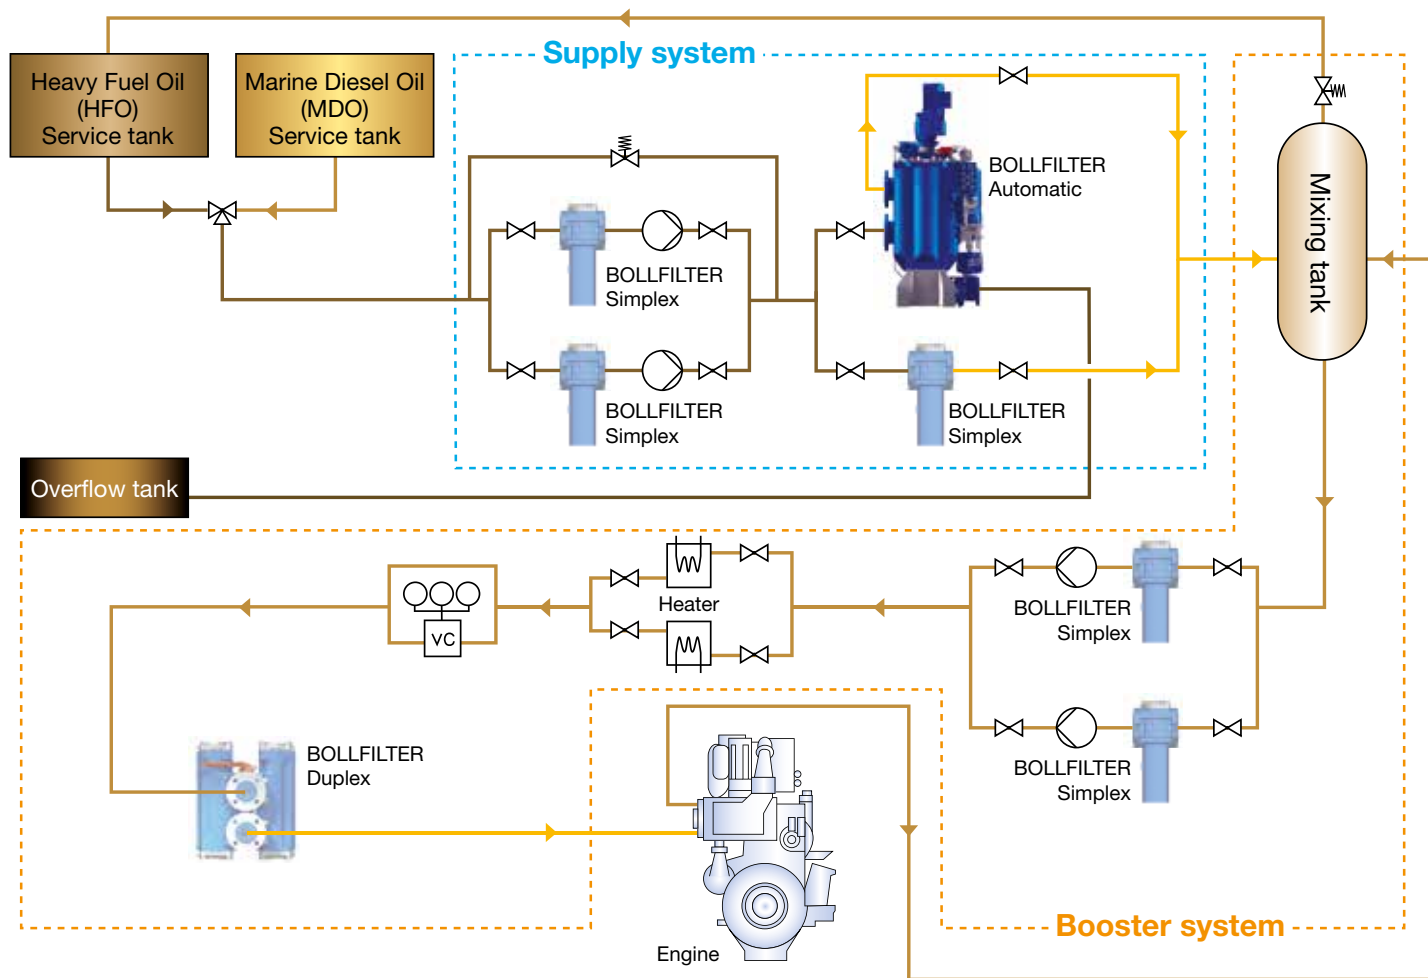 Supply system
Heavy Fuel Oil
(HFO)
Service tank
Marine Diesel Oil
(MDO)
Service tank
BOLLFILTER
Automatic
Mixing tank
BOLLFILTER
Simplex
BOLLFILTER
Simplex
BOLLFILTER
Simplex
Overflow tank
Heater
VC
BOLLFILTER
Simplex
BOLLFILTER
Duplex
BOLLFILTER
Simplex
Booster system
Engine